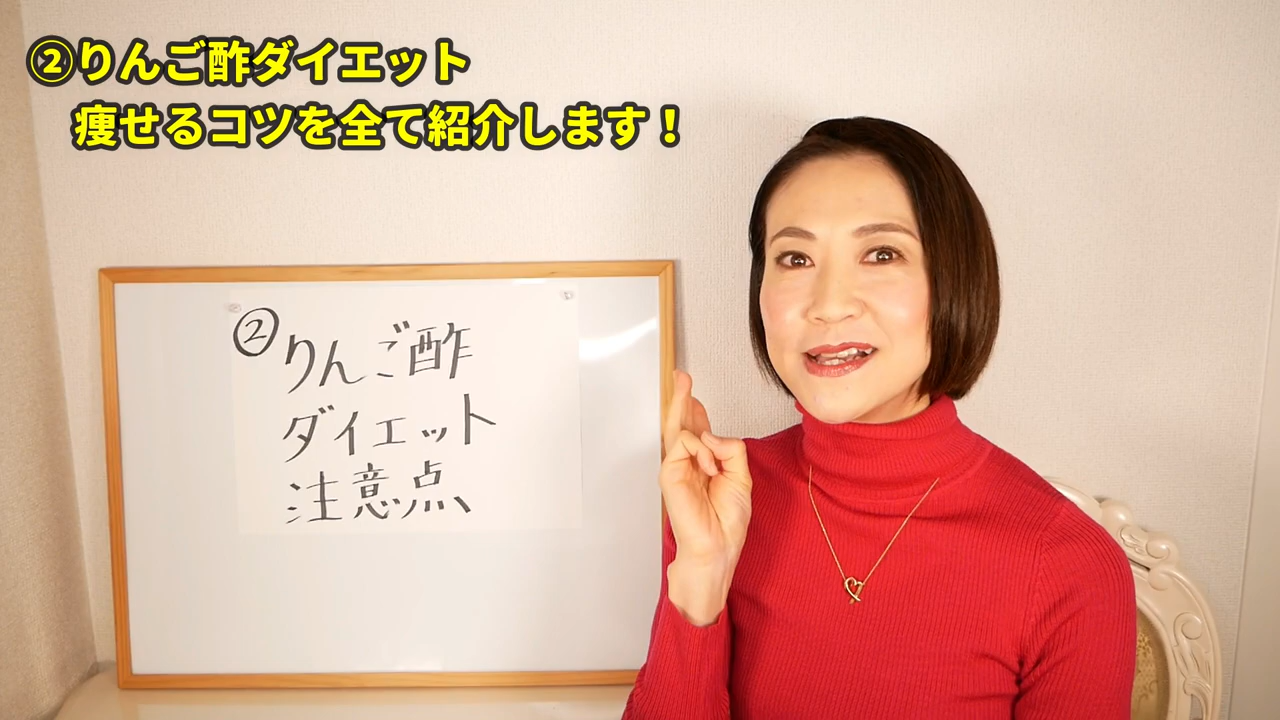 ②りんご酢ダイエット
痩せるコツを全て紹介します！
②りんご酢
ダイエット
注意点